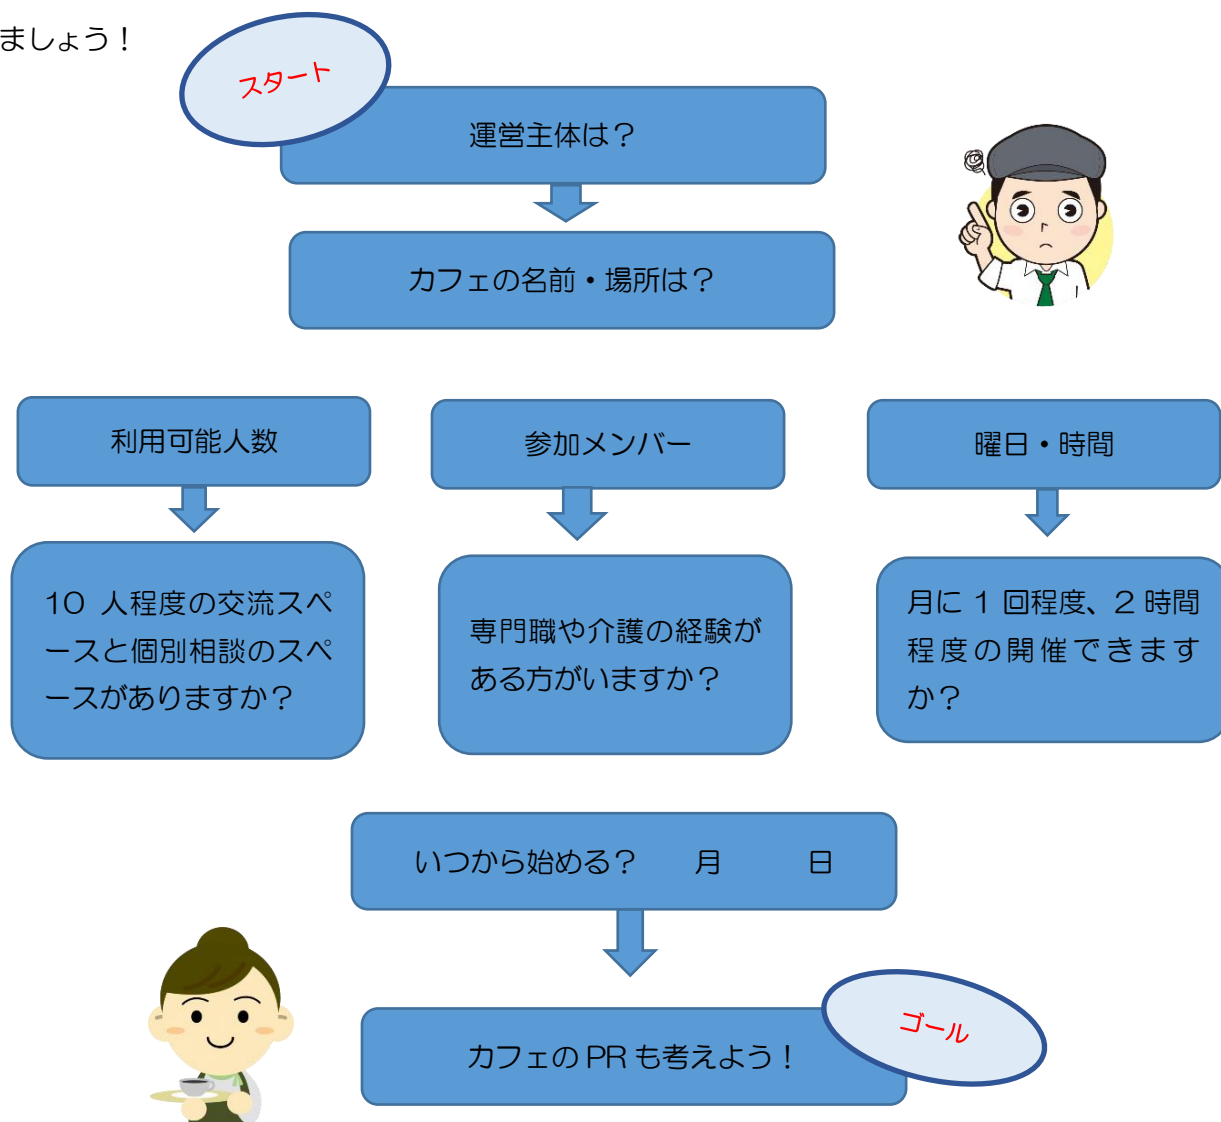 ましょう！
スタート
運営主体は？
カフェの名前・場所は？
利用可能人数
参加メンバー
曜日・時間
10 人程度の交流スペ
ースと個別相談のスペ
ースがありますか？
専門職や介護の経験が
ある方がいますか？
月に 1 回程度、2 時間
程度の開催できます
か？
いつから始める？　　月　　　日
カフェの PR も考えよう！
ゴール